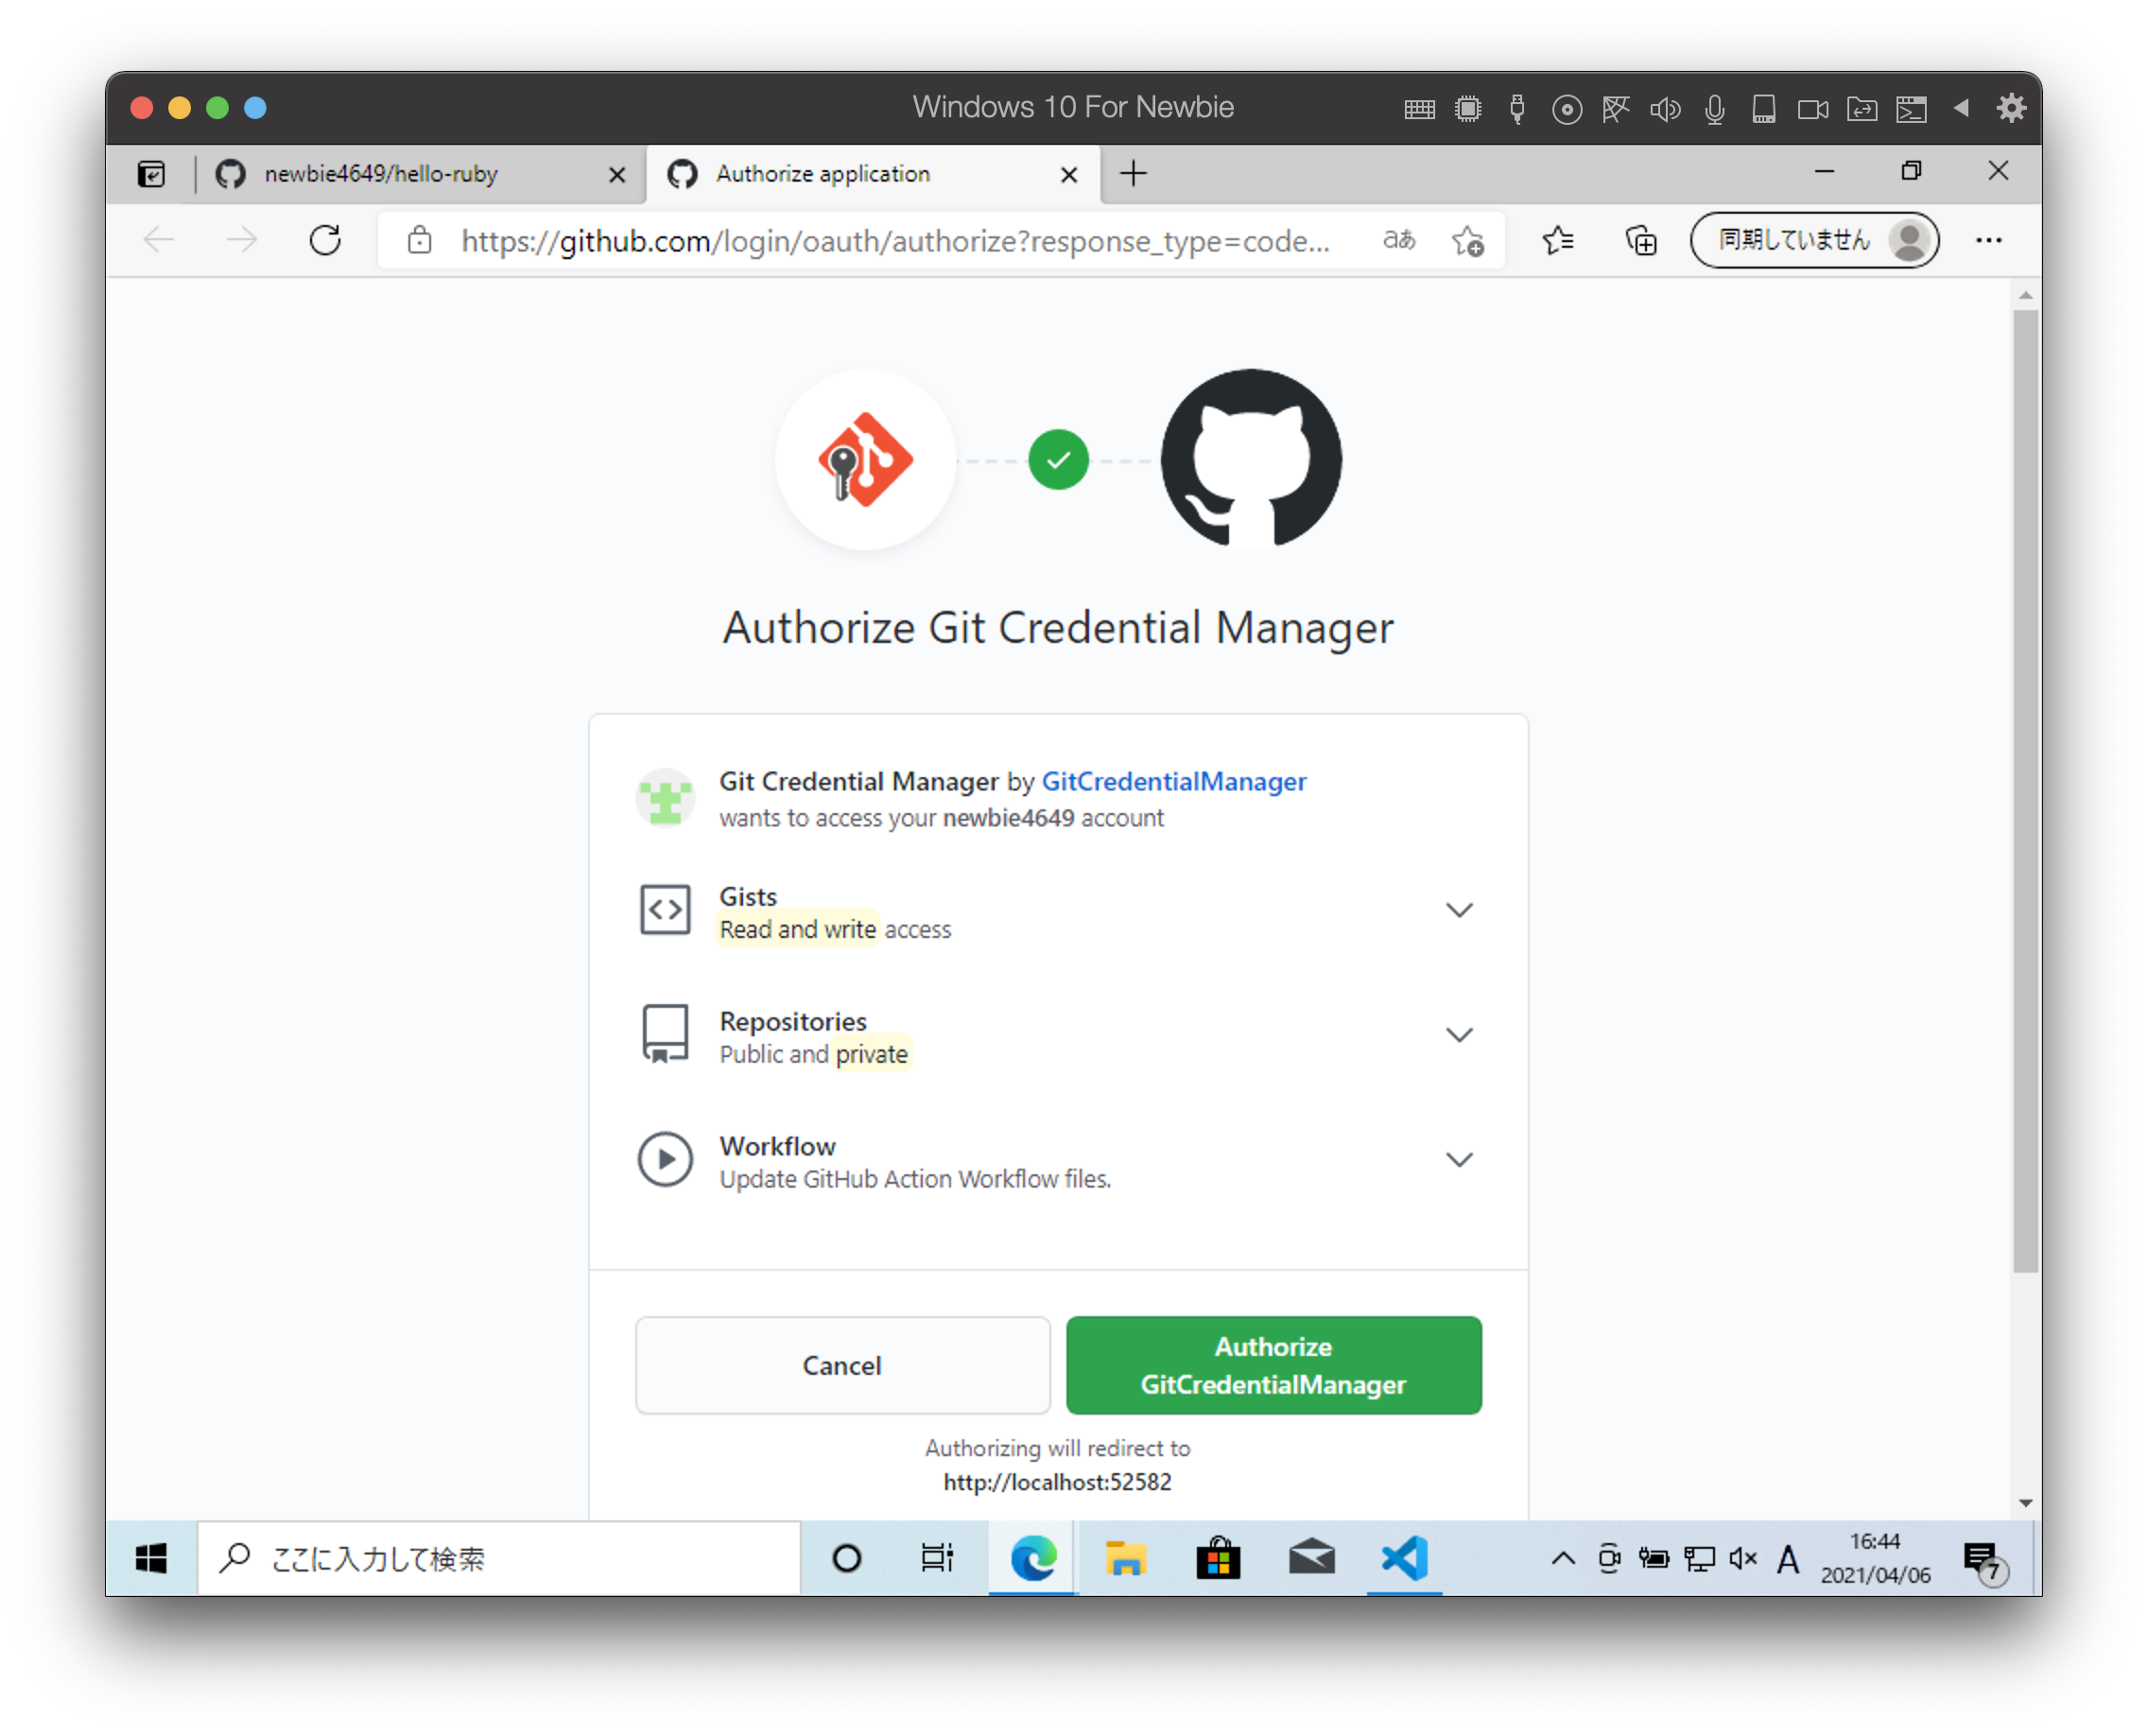 Windows 10 For Newbie
newbie4649/hello-ruby
Authorize application
https://github.com/login/oauth/authorize?response_type=code...
aあ
同期していません
Authorize Git Credential Manager
Git Credential Manager by GitCredentialManager
wants to access your newbie4649 account
Gists
Read and write access
Repositories
Public and private
Workflow
Update GitHub Action Workflow files.
Cancel
Authorize
GitCredentialManager
Authorizing will redirect to
http://localhost:52582
ここに入力して検索
A
16:44
2021/04/06
7